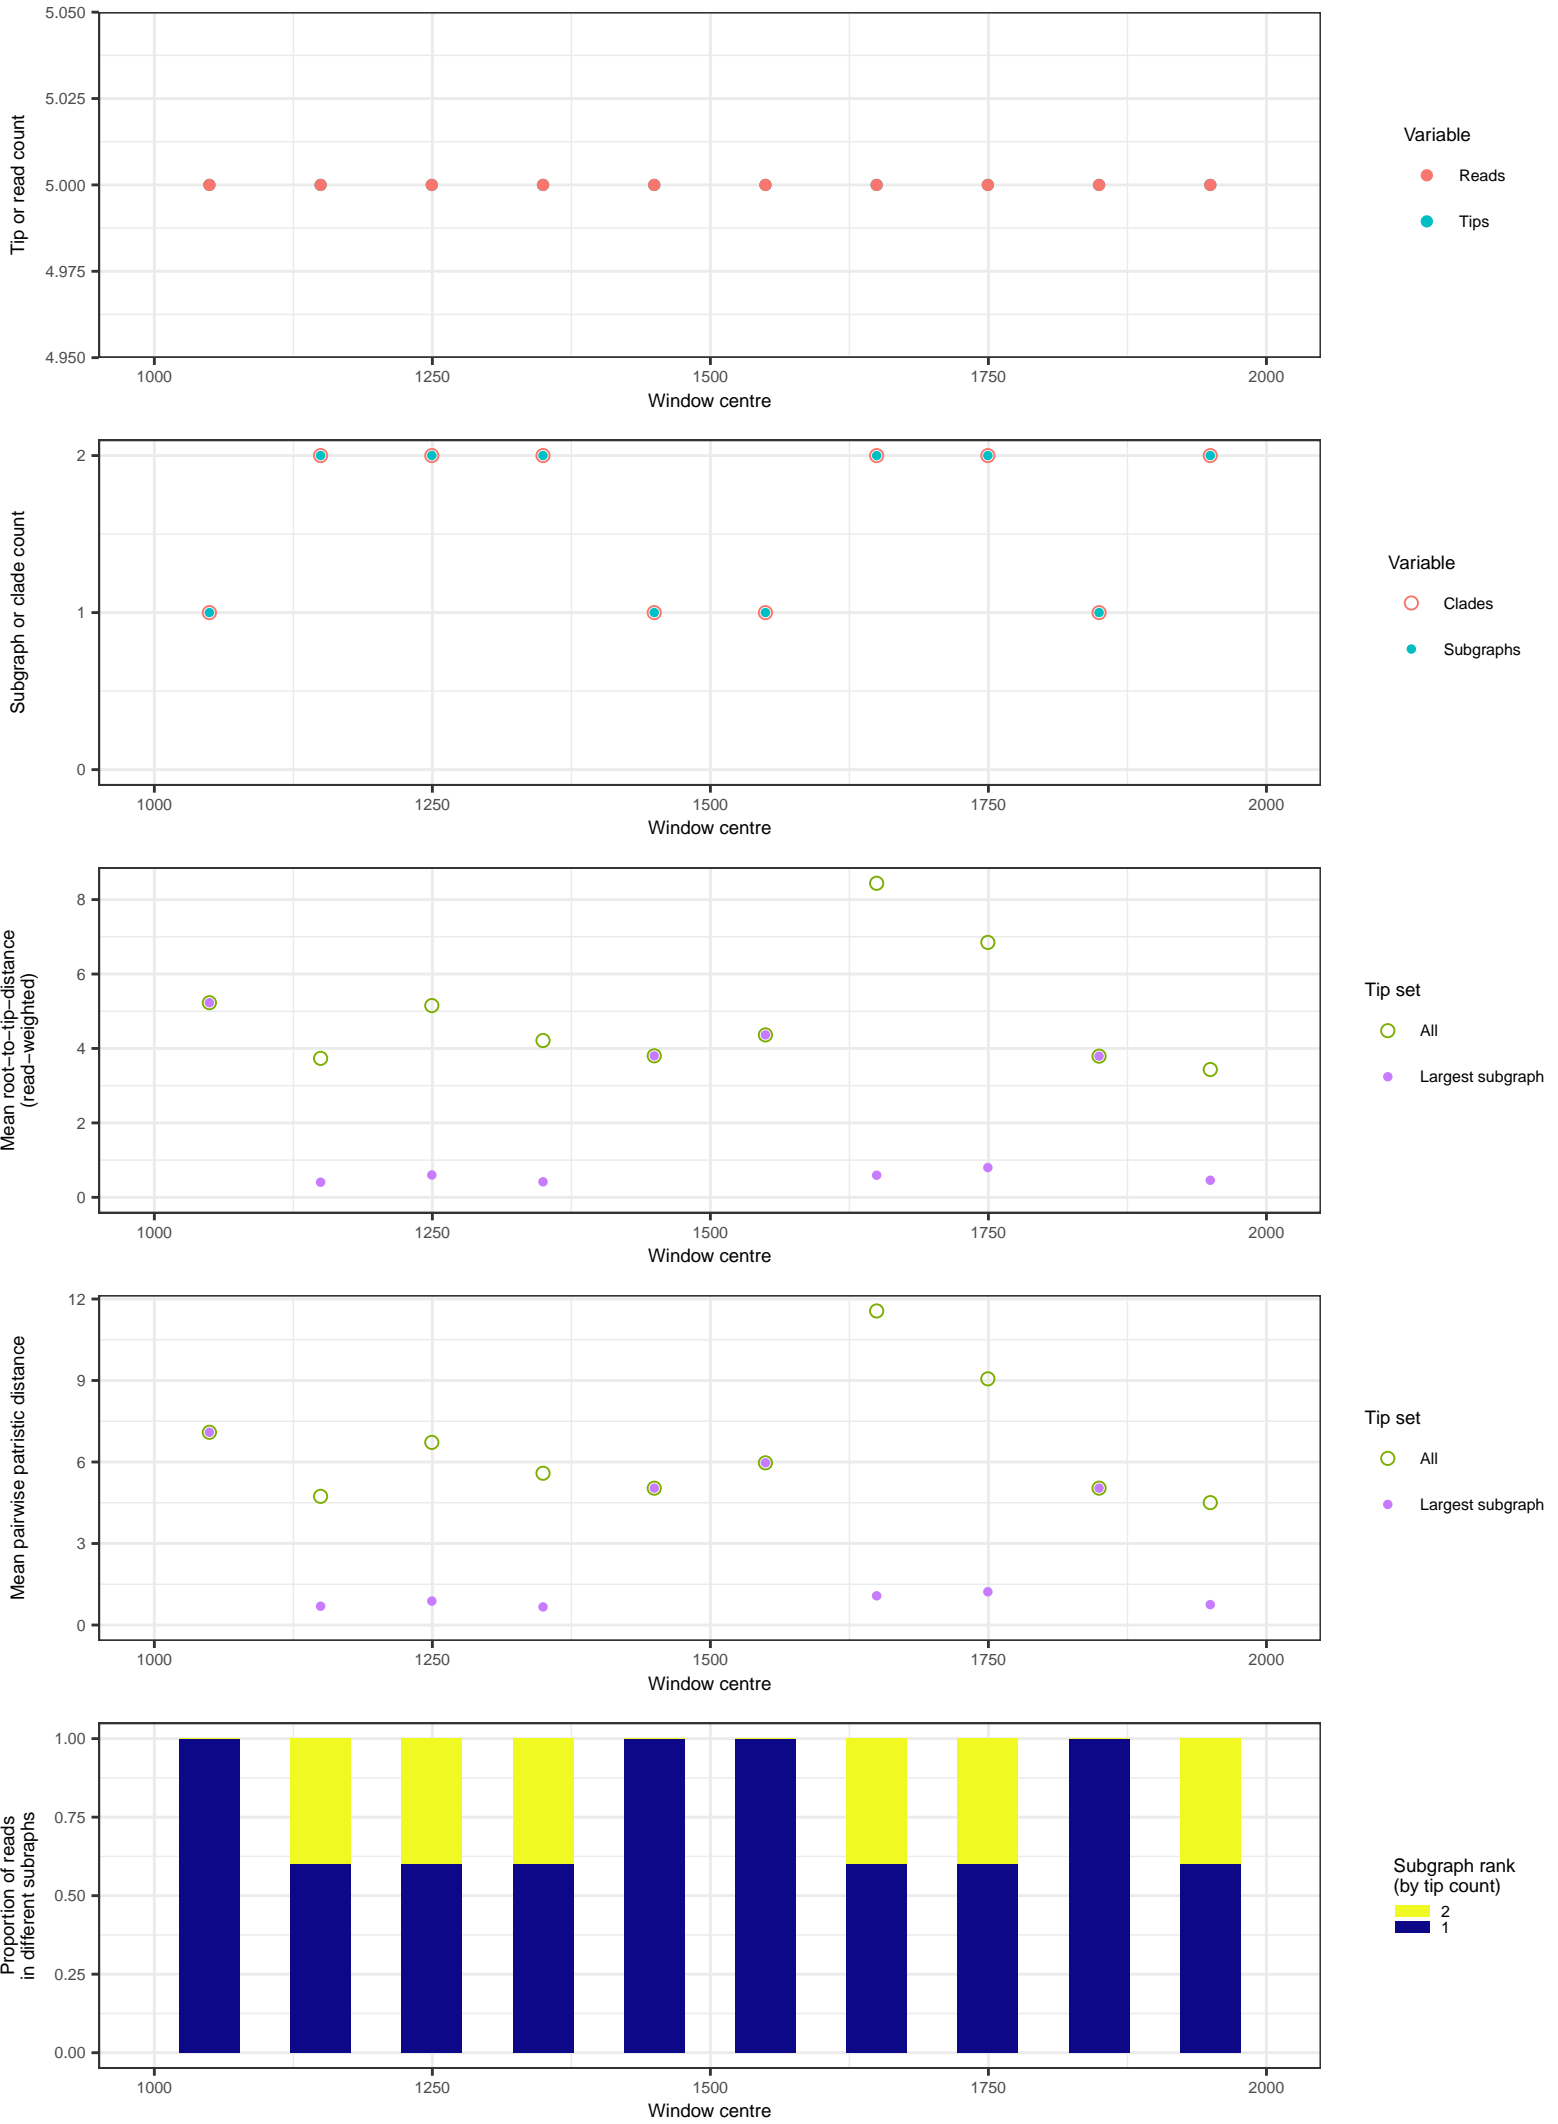 5.050
5.025
5.000
4.975
4.950
Tip or read count
1000 1250 1500 1750 2000
Window centre
Variable
Reads
Tips
2
1
0
Subgraph or clade count
1000 1250 1500 1750 2000
Window centre
Variable
Clades
Subgraphs
8
6
4
2
0
Mean root−to−tip−distance
(read−weighted)
1000 1250 1500 1750 2000
Window centre
Tip set
All
Largest subgraph
12
9
6
3
0
Mean pairwise patristic distance
1000 1250 1500 1750 2000
Window centre
Tip set
All
Largest subgraph
1.00
0.75
0.50
0.25
0.00
Proportion of reads
in different subraphs
1000 1250 1500 1750 2000
Window centre
Subgraph rank
(by tip count)
2
1